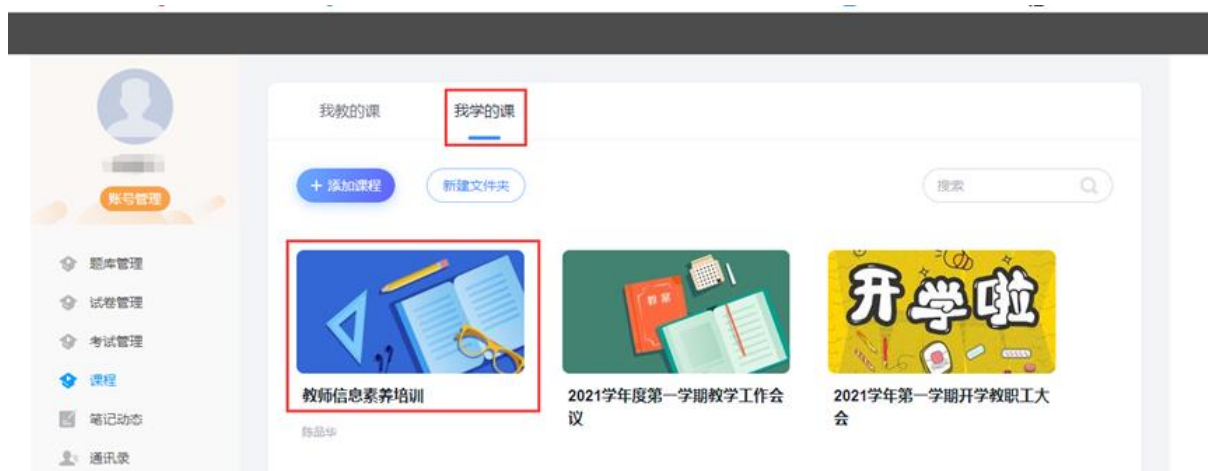 我教的课
我学的课
账号管理
+ 添加课程
新建文件夹
搜索
题库管理
试卷管理
考试管理
课程
笔记动态
通讯录
教案
开学啦
教师信息素养培训
陈品华
2021学年度第一学期教学工作会
议
2021学年第一学期开学教职工大
会